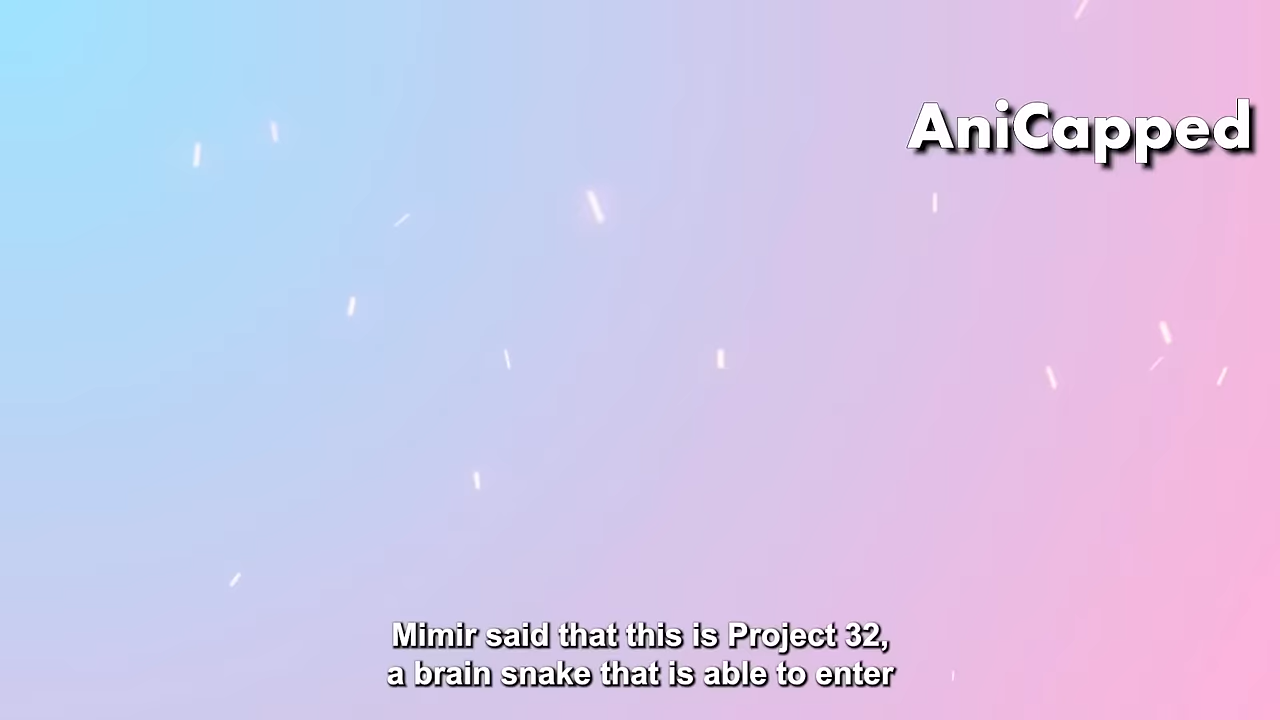 AniCapped
Mimir said that this is Project 32,
a brain snake that is able to enter